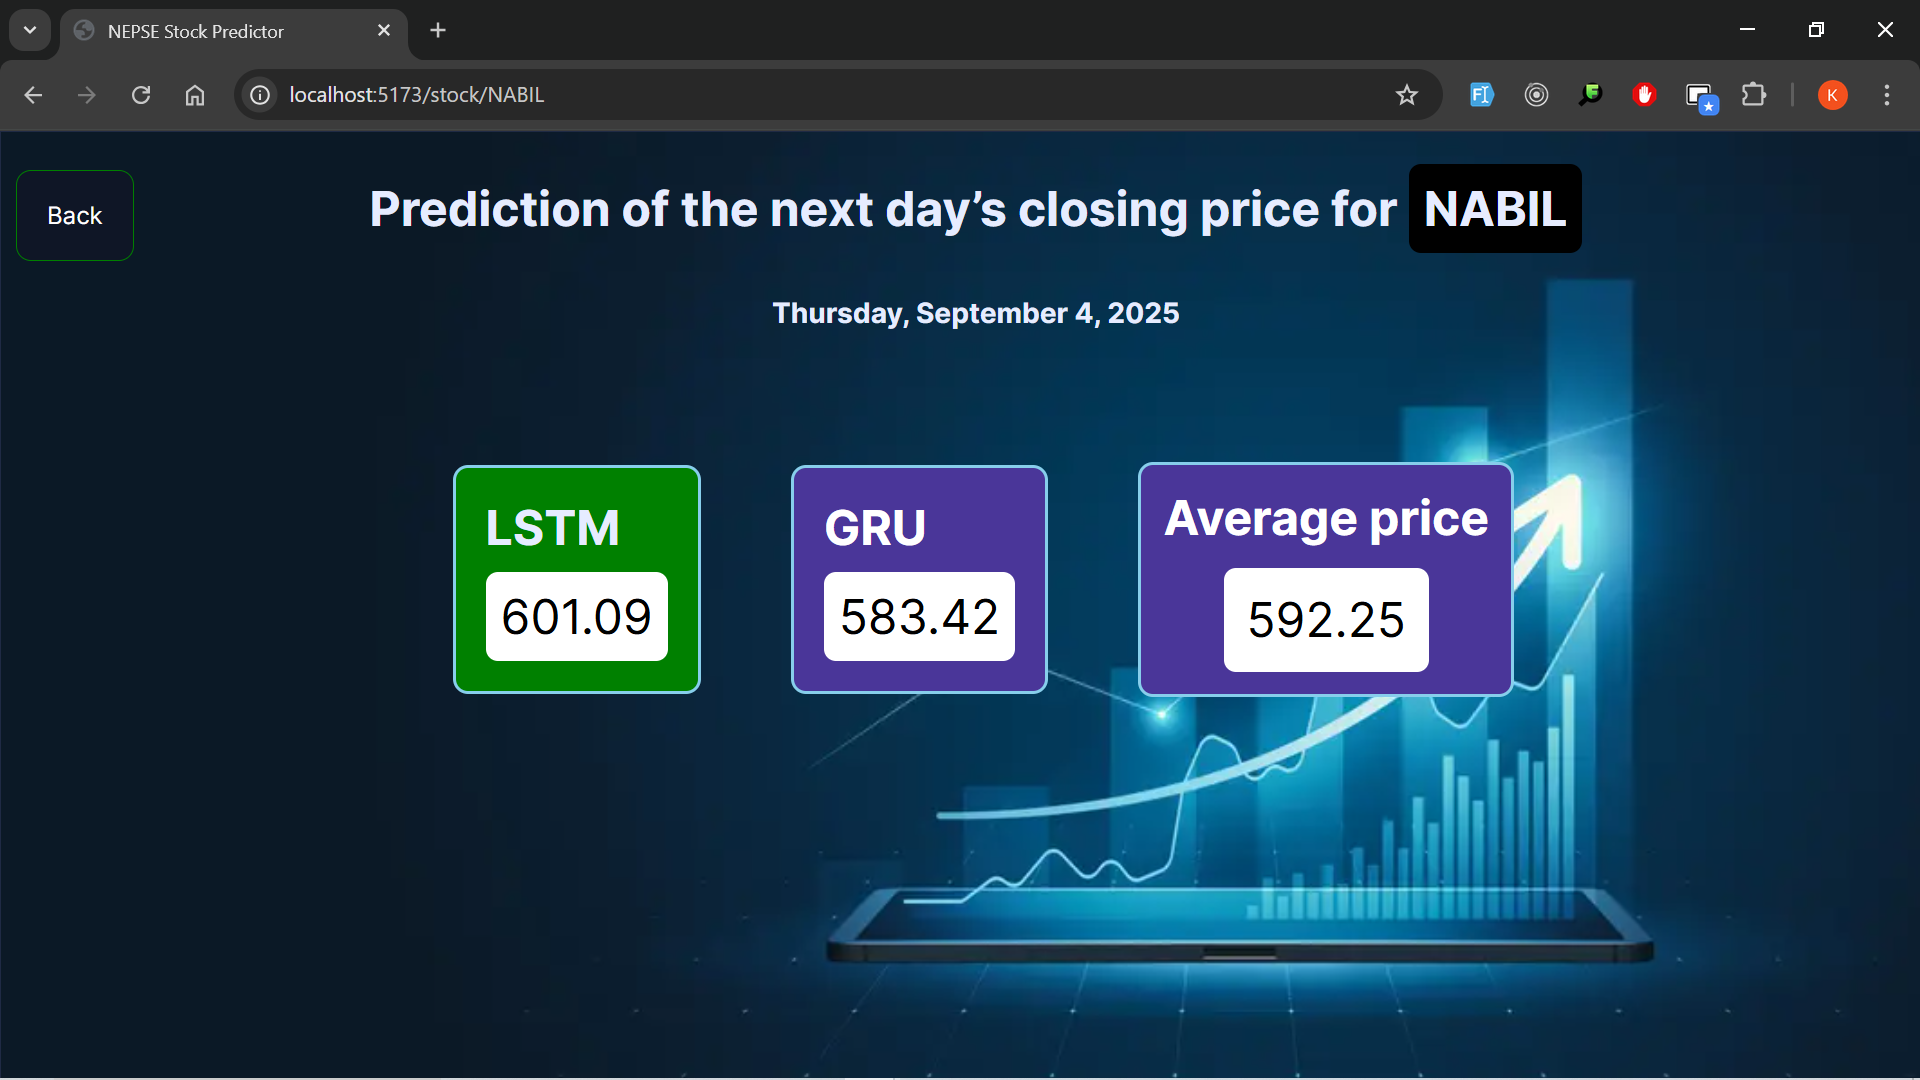 NEPSE Stock Predictor
localhost:5173/stock/NABIL
K
Back
Prediction of the next day’s closing price for NABIL
Thursday, September 4, 2025
LSTM
601.09
GRU
583.42
Average price
592.25